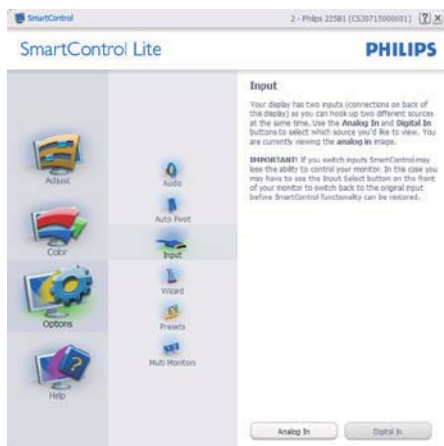 SmartControl
2 - Philips 225B1 (CS30715000001)
SmartControl Lite
PHILIPS
Adjust
Color
Options
Help
Audio
Auto Pivot
Input
Wizard
Presets
Multi Monitors
Input
Your display has two inputs (connections on back of
this display) so you can hook up two different sources
at the same time. Use the Analog In and Digital In
buttons to select which source you'd like to view. You
are currently viewing the analog in image.
IMPORTANT! If you switch inputs SmartControl may
lose the ability to control your monitor. In this case you
may have to use the Input Select button on the front
of your monitor to switch back to the original input
before SmartControl functionality can be restored.
Analog In
Digital In